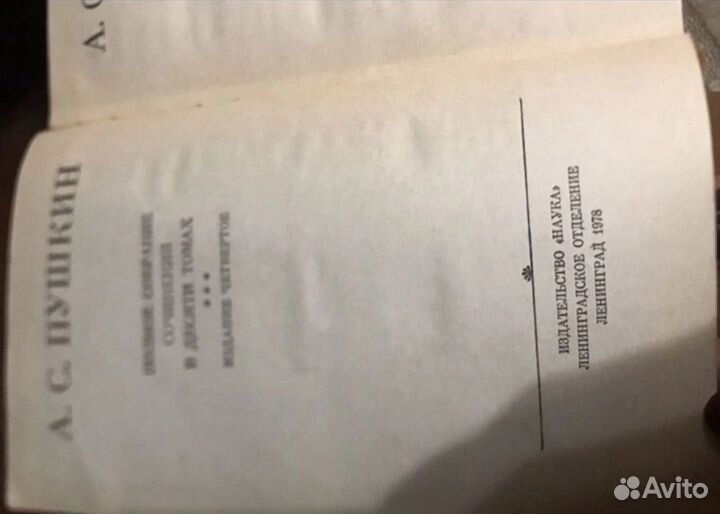 А. С
А. С. ПУШКИН
ПОЛНОЕ СОБРАНИЕ
СОЧИНЕНИЙ
В ДЕСЯТИ ТОМАХ
* * *
ИЗДАНИЕ ЧЕТВЕРТОЕ
ИЗДАТЕЛЬСТВО «НАУКА»
ЛЕНИНГРАДСКОЕ ОТДЕЛЕНИЕ
ЛЕНИНГРАД 1978
Avito